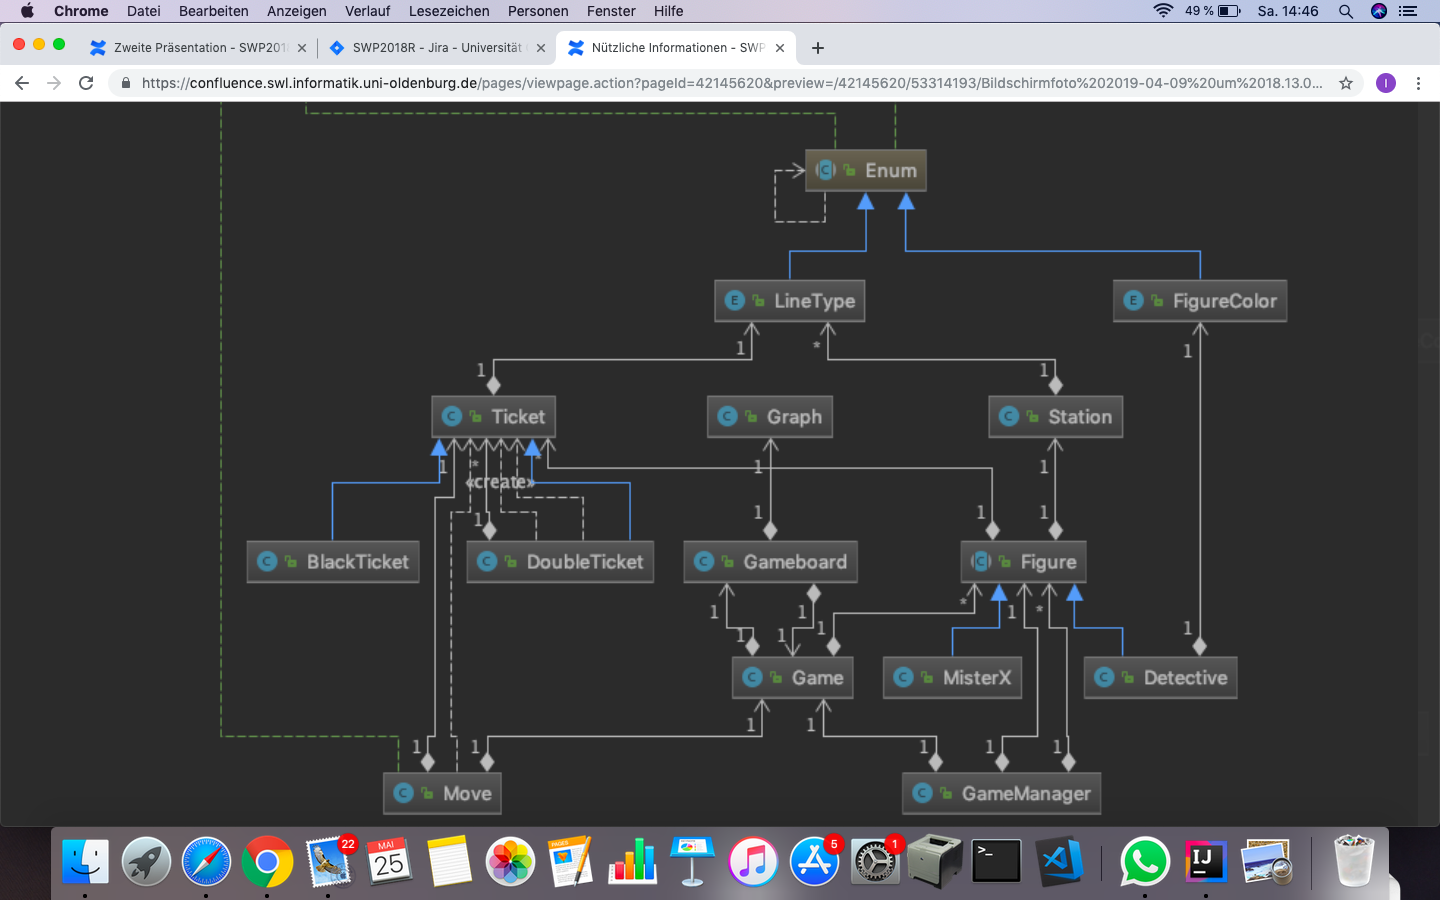 Chrome Datei Bearbeiten Anzeigen Verlauf Lesezeichen Personen Fenster Hilfe 49 % Sa. 14:46
Zweite Präsentation - SWP201 SWP2018R - Jira - Universität Nützliche Informationen - SWP
https://confluence.swl.informatik.uni-oldenburg.de/pages/viewpage.action?pageId=42145620&preview=/42145620/53314193/Bildschirmfoto%202019-04-09%20um%2018.13.0... I
C Enum
E LineType E FigureColor
1 * 1
1 1
C Ticket C Graph C Station
1 * * 1 1
«create»
1 1 1 1
C BlackTicket C DoubleTicket C Gameboard C Figure
1 1 * 1 *
1 1 1 1
C Game C MisterX C Detective
1 1
1 1 1 1 1
C Move C GameManager
22 MAI 25 PAGES 5 1 >_ IJ